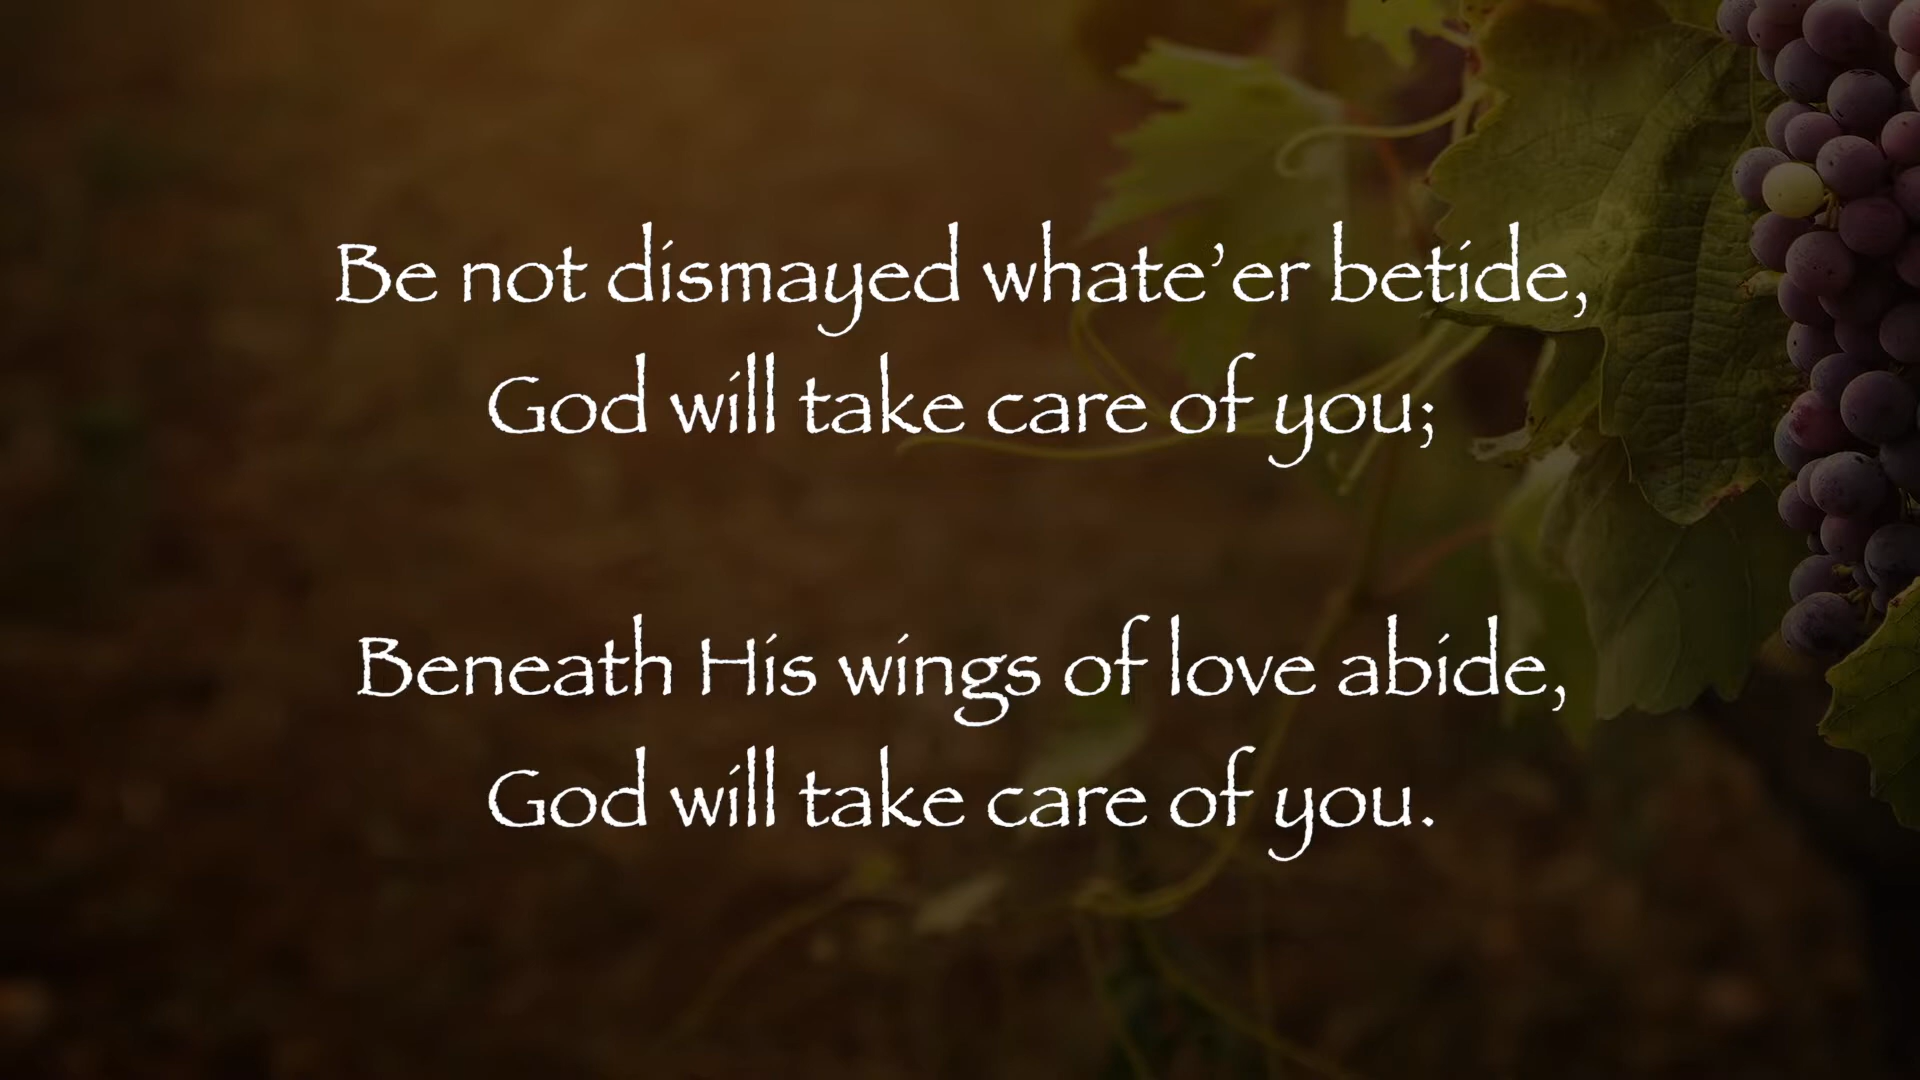 Be not dismayed whate’er betide,
God will take care of you;
Beneath His wings of love abide,
God will take care of you.